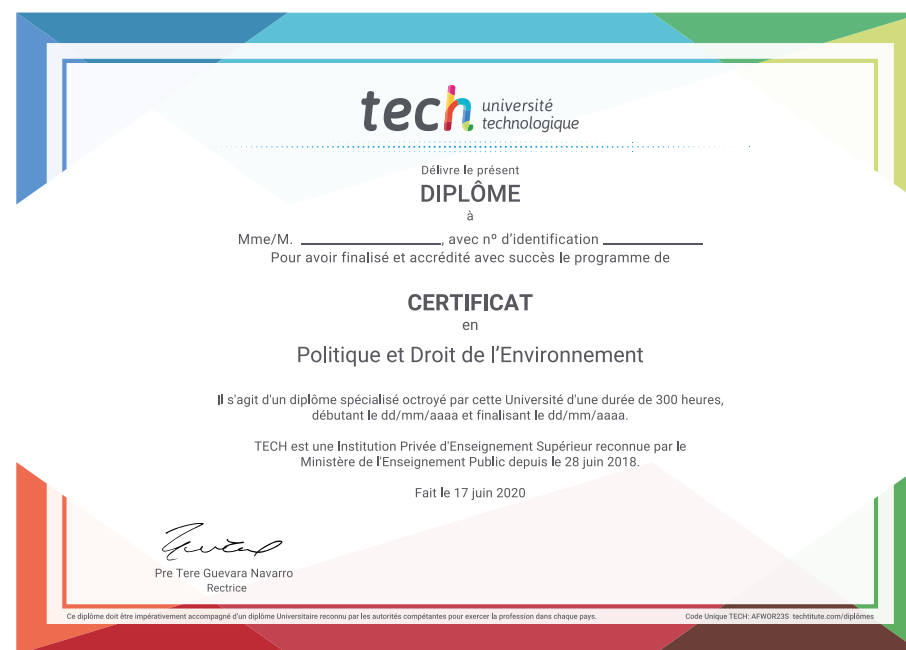 tech université
technologique
Délivre le présent
DIPLÔME
à
Mme/M. ____________________, avec nº d'identification ______________
Pour avoir finalisé et accrédité avec succès le programme de
CERTIFICAT
en
Politique et Droit de l'Environnement
Il s'agit d'un diplôme spécialisé octroyé par cette Université d'une durée de 300 heures,
débutant le dd/mm/aaaa et finalisant le dd/mm/aaaa.
TECH est une Institution Privée d'Enseignement Supérieur reconnue par le
Ministère de l'Enseignement Public depuis le 28 juin 2018.
Fait le 17 juin 2020
Pre Tere Guevara Navarro
Rectrice
Ce diplôme doit être impérativement accompagné d'un diplôme Universitaire reconnu par les autorités compétantes pour exercer la profession dans chaque pays.
Code Unique TECH: AFWOR23S techtitute.com/diplômes